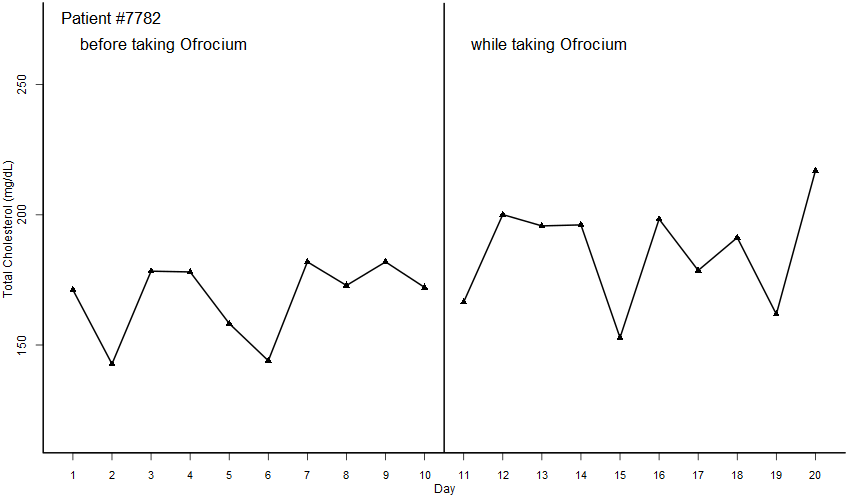 Patient #7782
before taking Ofrocium
while taking Ofrocium
Total Cholesterol (mg/dL)
250
200
150
1 2 3 4 5 6 7 8 9 10 11 12 13 14 15 16 17 18 19 20
Day